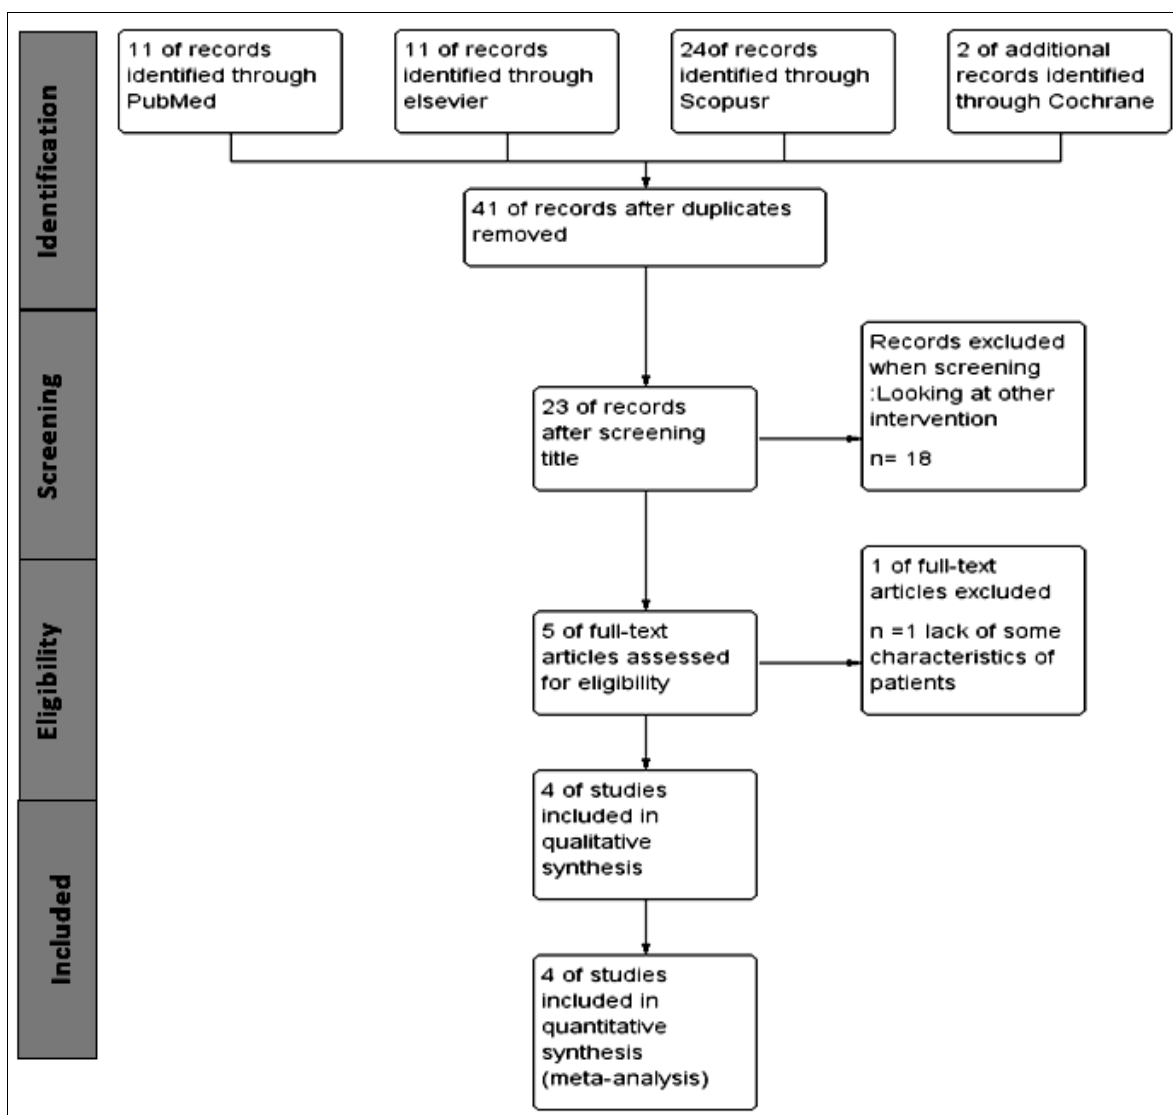 Identification
11 of records
identified through
PubMed
11 of records
identified through
elsevier
24of records
identified through
Scopusr
2 of additional
records identified
through Cochrane
41 of records after duplicates
removed
Screening
23 of records
after screening
title
Records excluded
when screening
:Looking at other
intervention
n= 18
Eligibility
5 of full-text
articles assessed
for eligibility
1 of full-text
articles excluded
n =1 lack of some
characteristics of
patients
Included
4 of studies
included in
qualitative
synthesis
4 of studies
included in
quantitative
synthesis
(meta-analysis)